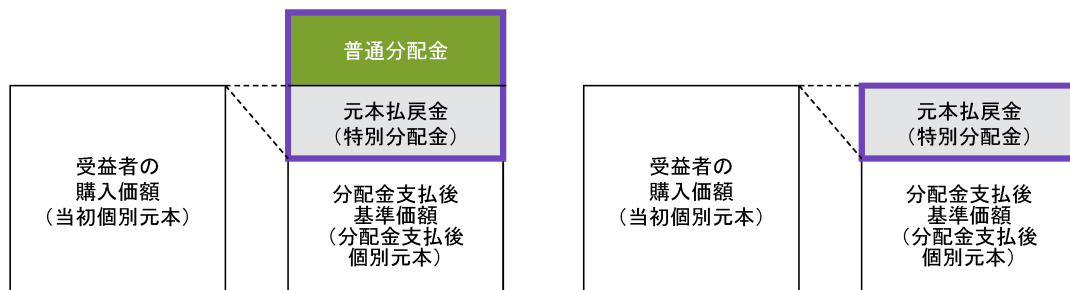 普通分配金
元本払戻金
（特別分配金）
受益者の
購入価額
（当初個別元本）
分配金支払後
基準価額
（分配金支払後
個別元本）
元本払戻金
（特別分配金）
受益者の
購入価額
（当初個別元本）
分配金支払後
基準価額
（分配金支払後
個別元本）